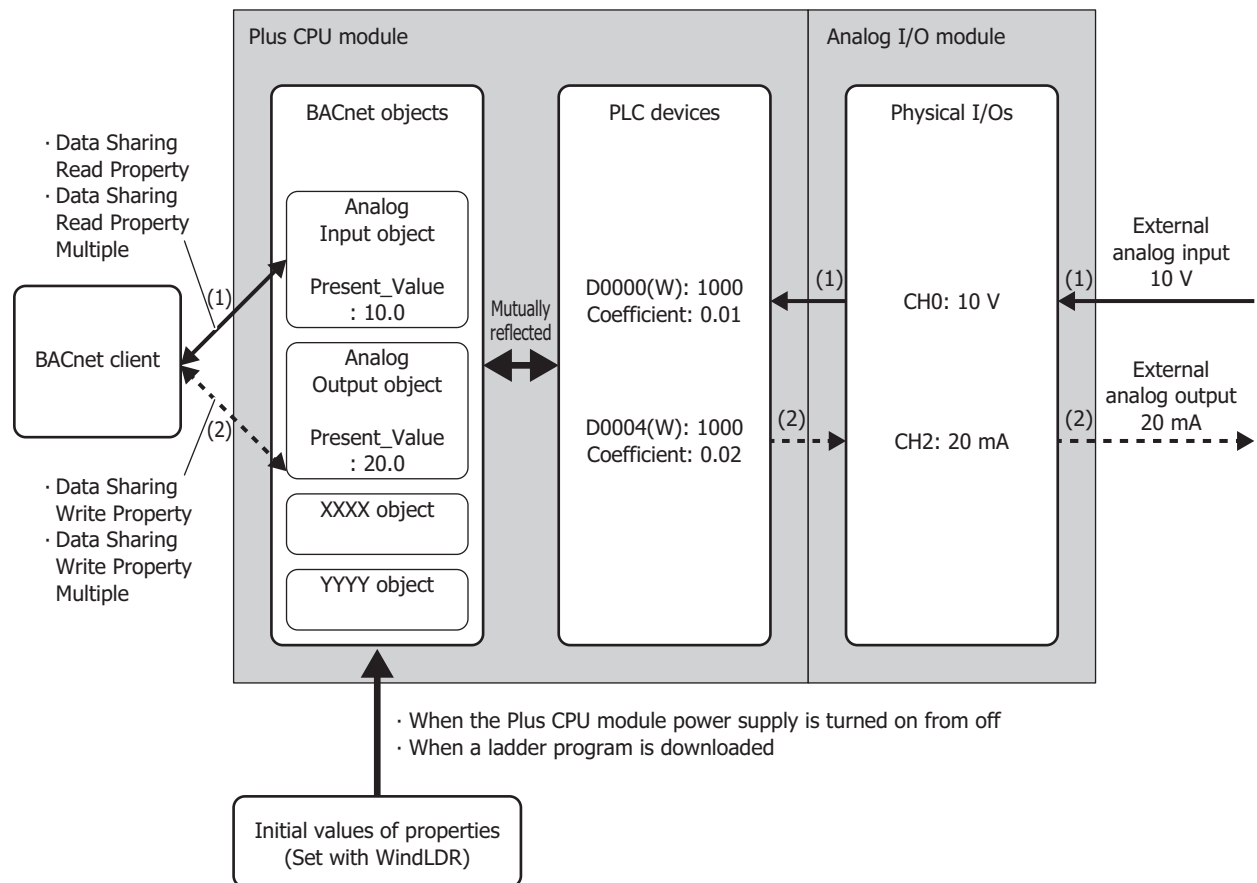 Plus CPU module
Analog I/O module
BACnet objects
PLC devices
Physical I/Os
· Data Sharing
Read Property
· Data Sharing
Read Property
Multiple
Analog
Input object
Present_Value
: 10.0
(1)
BACnet client
(2)
Analog
Output object
Present_Value
: 20.0
XXXX object
YYYY object
Mutually
reflected
D0000(W): 1000
Coefficient: 0.01
D0004(W): 1000
Coefficient: 0.02
(1)
(2)
CH0: 10 V
CH2: 20 mA
(1)
External
analog input
10 V
(2)
External
analog output
20 mA
· Data Sharing
Write Property
· Data Sharing
Write Property
Multiple
· When the Plus CPU module power supply is turned on from off
· When a ladder program is downloaded
Initial values of properties
(Set with WindLDR)